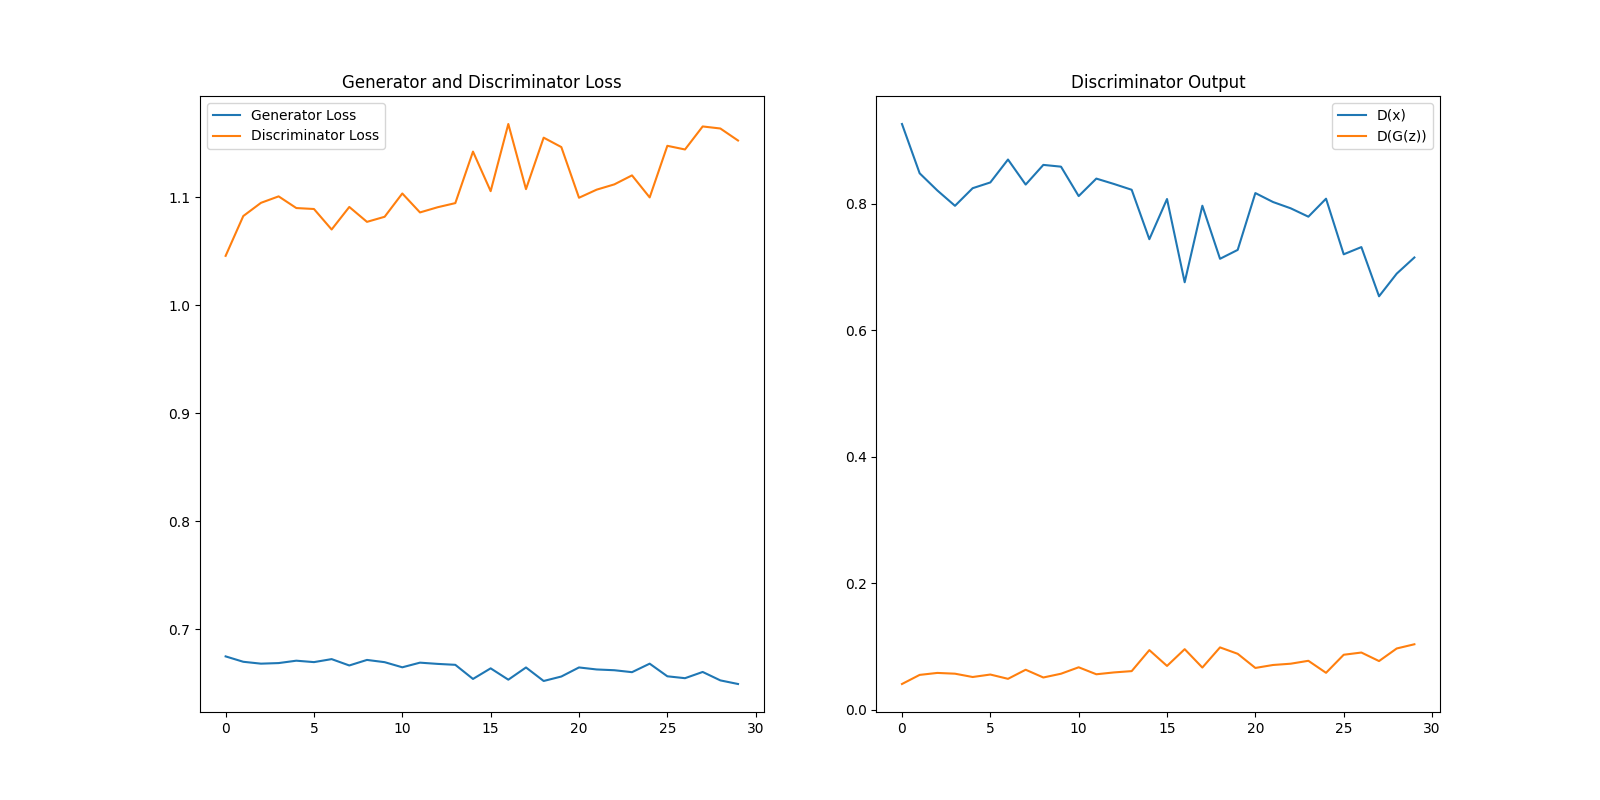 Generator and Discriminator Loss
Generator Loss
Discriminator Loss
1.1
1.0
0.9
0.8
0.7
0 5 10 15 20 25 30
Discriminator Output
D(x)
D(G(z))
0.8
0.6
0.4
0.2
0.0
0 5 10 15 20 25 30